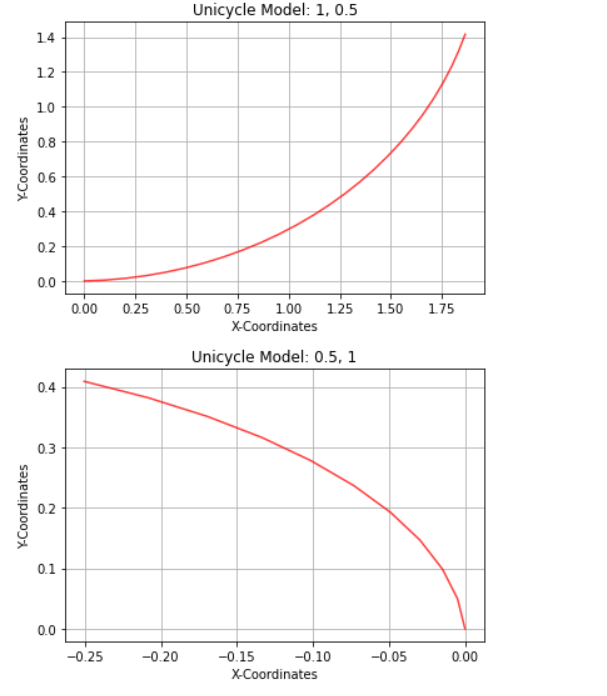 Unicycle Model: 1, 0.5
1.4
1.2
1.0
0.8
0.6
0.4
0.2
0.0
Y-Coordinates
0.00 0.25 0.50 0.75 1.00 1.25 1.50 1.75
X-Coordinates
Unicycle Model: 0.5, 1
0.4
0.3
0.2
0.1
0.0
Y-Coordinates
−0.25 −0.20 −0.15 −0.10 −0.05 0.00
X-Coordinates